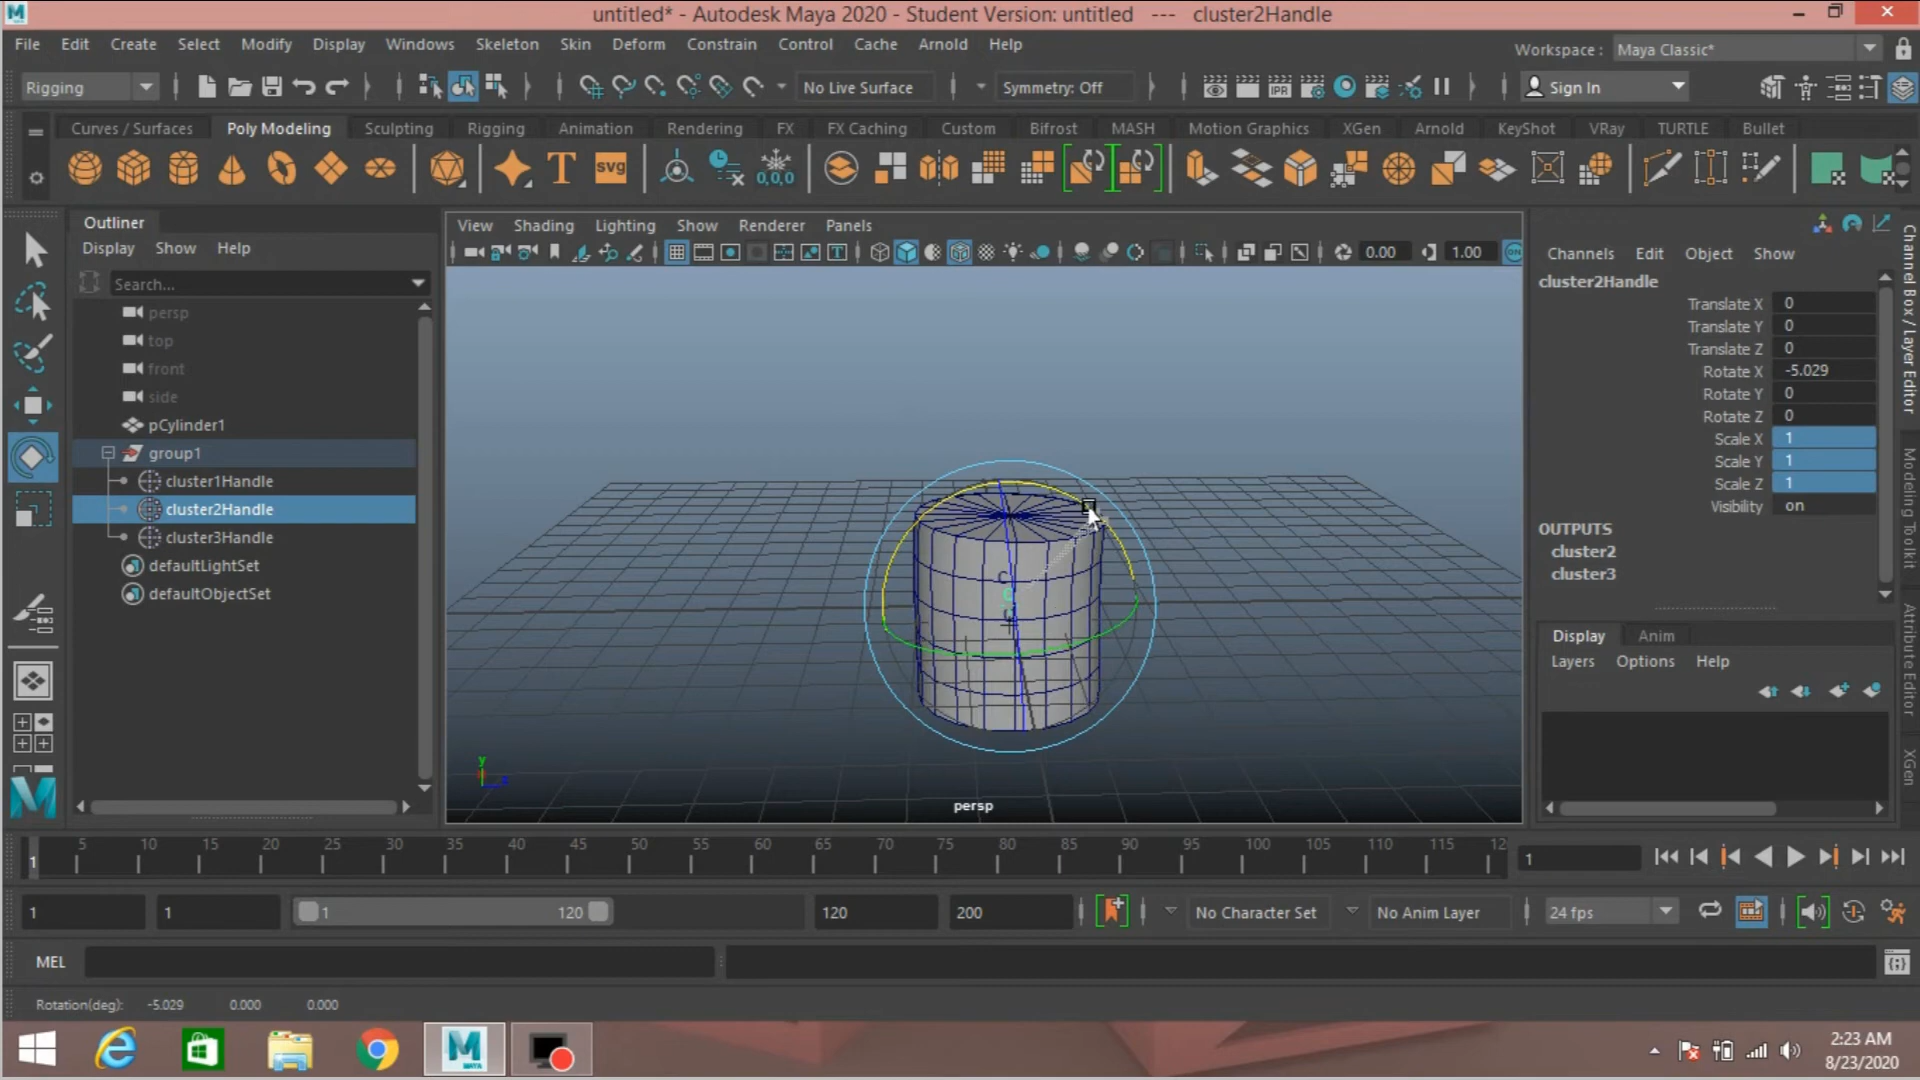 untitled* - Autodesk Maya 2020 - Student Version: untitled --- cluster2Handle
File Edit Create Select Modify Display Windows Skeleton Skin Deform Constrain Control Cache Arnold Help
Workspace : Maya Classic*
Rigging No Live Surface Symmetry: Off IPR Sign In
Curves / Surfaces Poly Modeling Sculpting Rigging Animation Rendering FX FX Caching Custom Bifrost MASH Motion Graphics XGen Arnold KeyShot VRay TURTLE Bullet
T svg 0,0,0
Outliner
Display Show Help
Search...
persp
top
front
side
pCylinder1
group1
cluster1Handle
cluster2Handle
cluster3Handle
defaultLightSet
defaultObjectSet
View Shading Lighting Show Renderer Panels
0.00 1.00 ON
C
C
C
y
persp
Channels Edit Object Show
cluster2Handle
Translate X 0
Translate Y 0
Translate Z 0
Rotate X -5.029
Rotate Y 0
Rotate Z 0
Scale X 1
Scale Y 1
Scale Z 1
Visibility on
OUTPUTS
cluster2
cluster3
Display Anim
Layers Options Help
Channel Box / Layer Editor
Modeling Toolkit
Attribute Editor
XGen
1 5 10 15 20 25 30 35 40 45 50 55 60 65 70 75 80 85 90 95 100 105 110 115 12
1
1 1 1 120 120 200 No Character Set No Anim Layer 24 fps
MEL
Rotation(deg): -5.029 0.000 0.000
MAYA
2:23 AM
8/23/2020